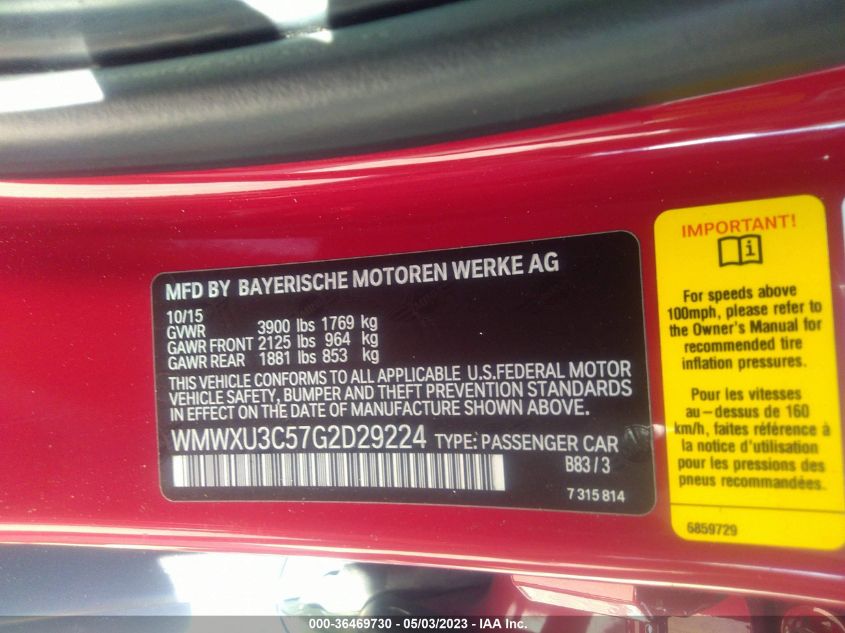 MFD BY BAYERISCHE MOTOREN WERKE AG
10/15
GVWR 3900 lbs 1769 kg
GAWR FRONT 2125 lbs 964 kg
GAWR REAR 1881 lbs 853 kg
THIS VEHICLE CONFORMS TO ALL APPLICABLE U.S.FEDERAL MOTOR
VEHICLE SAFETY, BUMPER AND THEFT PREVENTION STANDARDS
IN EFFECT ON THE DATE OF MANUFACTURE SHOWN ABOVE.
WMWXU3C57G2D29224 TYPE: PASSENGER CAR
B83 / 3
7 315 814
IMPORTANT!
For speeds above
100mph, please refer to
the Owner's Manual for
recommended tire
inflation pressures.
Pour les vitesses
au-dessus de 160
km/h, faites référence à
la notice d'utilisation
pour les pressions des
pneus recommandées.
6859729
000-36469730 - 05/03/2023 - IAA Inc.